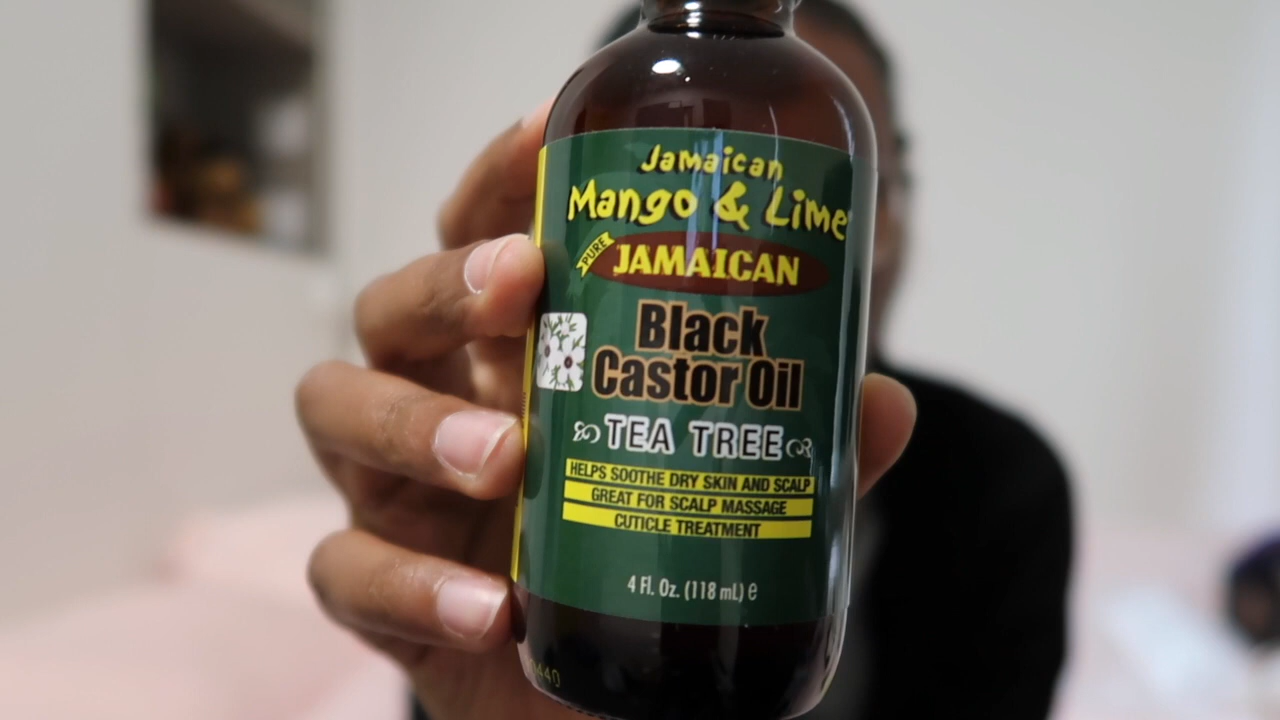 Jamaican
Mango & Lime
PURE
JAMAICAN
Black
Castor Oil
TEA TREE
HELPS SOOTHE DRY SKIN AND SCALP
GREAT FOR SCALP MASSAGE
CUTICLE TREATMENT
4 Fl. Oz. (118 mL) e